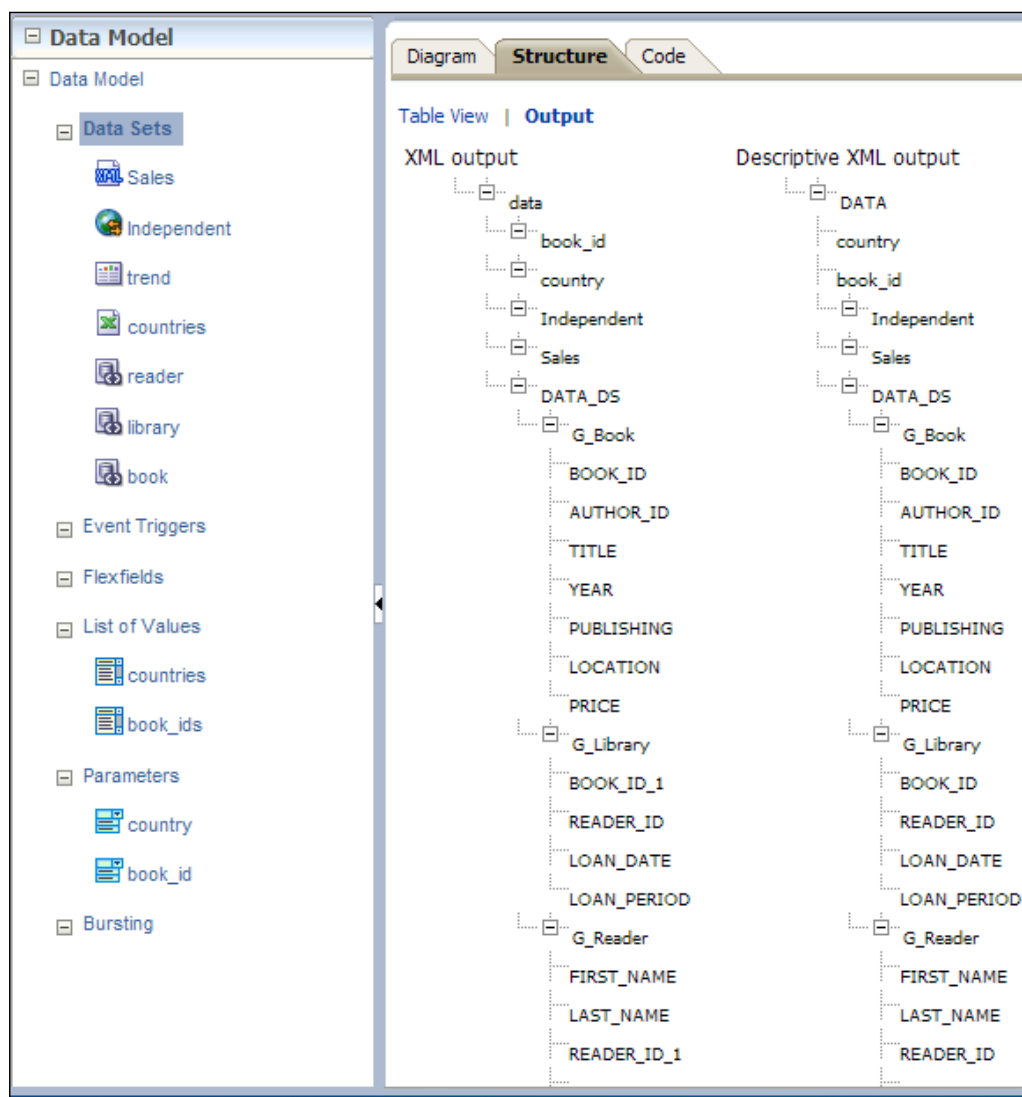 Data Model
Data Model
Data Sets
Sales
Independent
trend
countries
reader
library
book
Event Triggers
Flexfields
List of Values
countries
book_ids
Parameters
country
book_id
Bursting
Diagram Structure Code
Table View | Output
XML output
data
book_id
country
Independent
Sales
DATA_DS
G_Book
BOOK_ID
AUTHOR_ID
TITLE
YEAR
PUBLISHING
LOCATION
PRICE
G_Library
BOOK_ID_1
READER_ID
LOAN_DATE
LOAN_PERIOD
G_Reader
FIRST_NAME
LAST_NAME
READER_ID_1
Descriptive XML output
DATA
country
book_id
Independent
Sales
DATA_DS
G_Book
BOOK_ID
AUTHOR_ID
TITLE
YEAR
PUBLISHING
LOCATION
PRICE
G_Library
BOOK_ID
READER_ID
LOAN_DATE
LOAN_PERIOD
G_Reader
FIRST_NAME
LAST_NAME
READER_ID